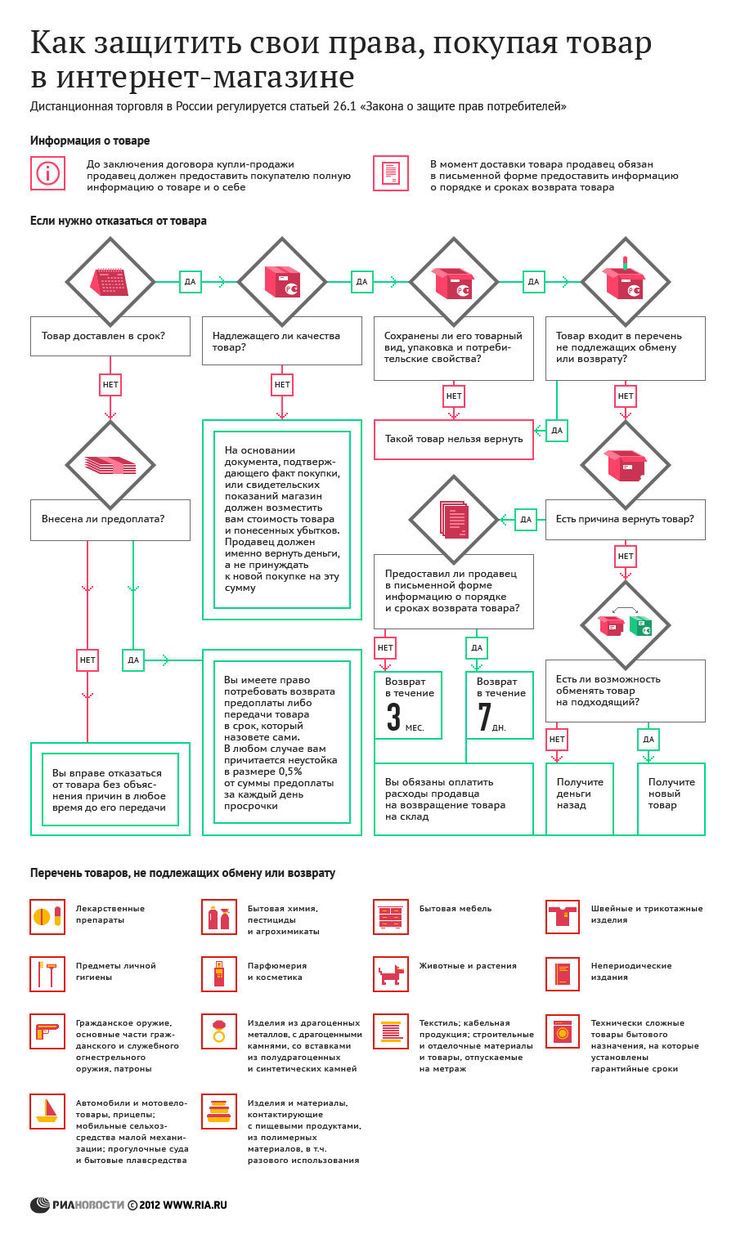 Как защитить свои права, покупая товар
в интернет-магазине
Дистанционная торговля в России регулируется статьей 26.1 «Закона о защите прав потребителей»
Информация о товаре
До заключения договора купли-продажи
продавец должен предоставить покупателю полную
информацию о товаре и о себе
В момент доставки товара продавец обязан
в письменной форме предоставить информацию
о порядке и сроках возврата товара
Если нужно отказаться от товара
ДА
ДА
ДА
Товар доставлен в срок?
Надлежащего ли качества
товар?
Сохранены ли его товарный
вид, упаковка и потреби-
тельские свойства?
Товар входит в перечень
не подлежащих обмену
или возврату?
НЕТ
НЕТ
НЕТ
НЕТ
ДА
Такой товар нельзя вернуть
На основании
документа, подтверж-
дающего факт покупки,
или свидетельских
показаний магазин
должен возместить
вам стоимость товара
и понесенных убытков.
Продавец должен
именно вернуть деньги,
а не принуждать
к новой покупке на эту
сумму
Внесена ли предоплата?
Есть причина вернуть товар?
ДА
НЕТ
Предоставил ли продавец
в письменной форме
информацию о порядке
и сроках возврата товара?
НЕТ
ДА
НЕТ
ДА
Возврат
в течение
3 МЕС.
Возврат
в течение
7 ДН.
Есть ли возможность
обменять товар
на подходящий?
НЕТ
ДА
Вы вправе отказаться
от товара без объяс-
нения причин в любое
время до его передачи
Вы имеете право
потребовать возврата
предоплаты либо
передачи товара
в срок, который
назовете сами.
В любом случае вам
причитается неустойка
в размере 0,5%
от суммы предоплаты
за каждый день
просрочки
Вы обязаны оплатить
расходы продавца
на возвращение товара
на склад
Получите
деньги
назад
Получите
новый
товар
Перечень товаров, не подлежащих обмену или возврату
Лекарственные
препараты
Бытовая химия,
пестициды
и агрохимикаты
Бытовая мебель
Швейные и трикотажные
изделия
Предметы личной
гигиены
Парфюмерия
и косметика
Животные и растения
Непериодические
издания
Гражданское оружие,
основные части граж-
данского и служебного
огнестрельного
оружия, патроны
Изделия из драгоценных
металлов, с драгоценными
камнями, со вставками
из полудрагоценных
и синтетических камней
Текстиль; кабельная
продукция; строительные
и отделочные материалы
и товары, отпускаемые
на метраж
Технически сложные
товары бытового
назначения, на которые
установлены
гарантийные сроки
Автомобили и мотовело-
товары, прицепы;
мобильные сельхоз-
средства малой механи-
зации; прогулочные суда
и бытовые плавсредства
Изделия и материалы,
контактирующие
с пищевыми продуктами,
из полимерных
материалов, в т.ч.
разового использования
РИАНОВОСТИ © 2012 WWW.RIA.RU